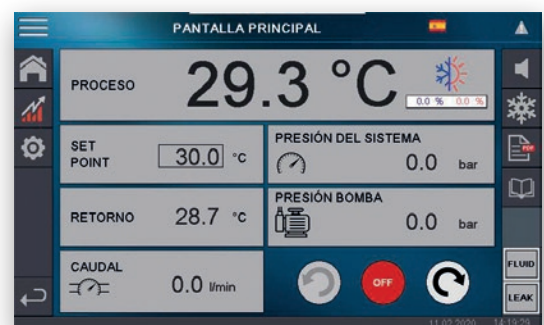 PANTALLA PRINCIPAL
PROCESO 29.3 °C
0.0 % 0.0 %
SET POINT 30.0 °C
PRESIÓN DEL SISTEMA
0.0 bar
RETORNO 28.7 °C
PRESIÓN BOMBA
0.0 bar
CAUDAL
0.0 l/min
OFF
PDF
FLUID
LEAK
11.02.2020 14:19:29